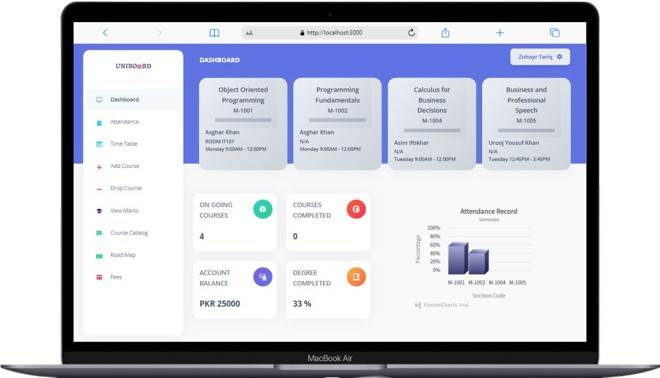 AA
http://localhost:3000
UNIBOARD
DASHBOARD
Zuhayr Tariq
Dashboard
Attendance
Time Table
Add Course
Drop Course
View Marks
Course Catalog
Road Map
Fees
Object Oriented
Programming
M-1001
Asghar Khan
ROOM IT101
Monday 9:00AM - 12:00PM
Programming
Fundamentals
M-1002
Asghar Khan
N/A
Monday 9:00AM - 12:00PM
Calculus for
Business
Decisions
M-1004
Asim Iftikhar
N/A
Tuesday 9:00AM - 12:00PM
Business and
Professional
Speech
M-1005
Urooj Yousuf Khan
N/A
Tuesday 12:45PM - 3:45PM
ON GOING
COURSES
4
COURSES
COMPLETED
0
ACCOUNT
BALANCE
PKR 25000
DEGREE
COMPLETED
33 %
Attendance Record
Semester
Percentage
100%
80%
60%
40%
20%
0%
M-1001 M-1002 M-1004 M-1005
Section Code
FusionCharts Trial
MacBook Air